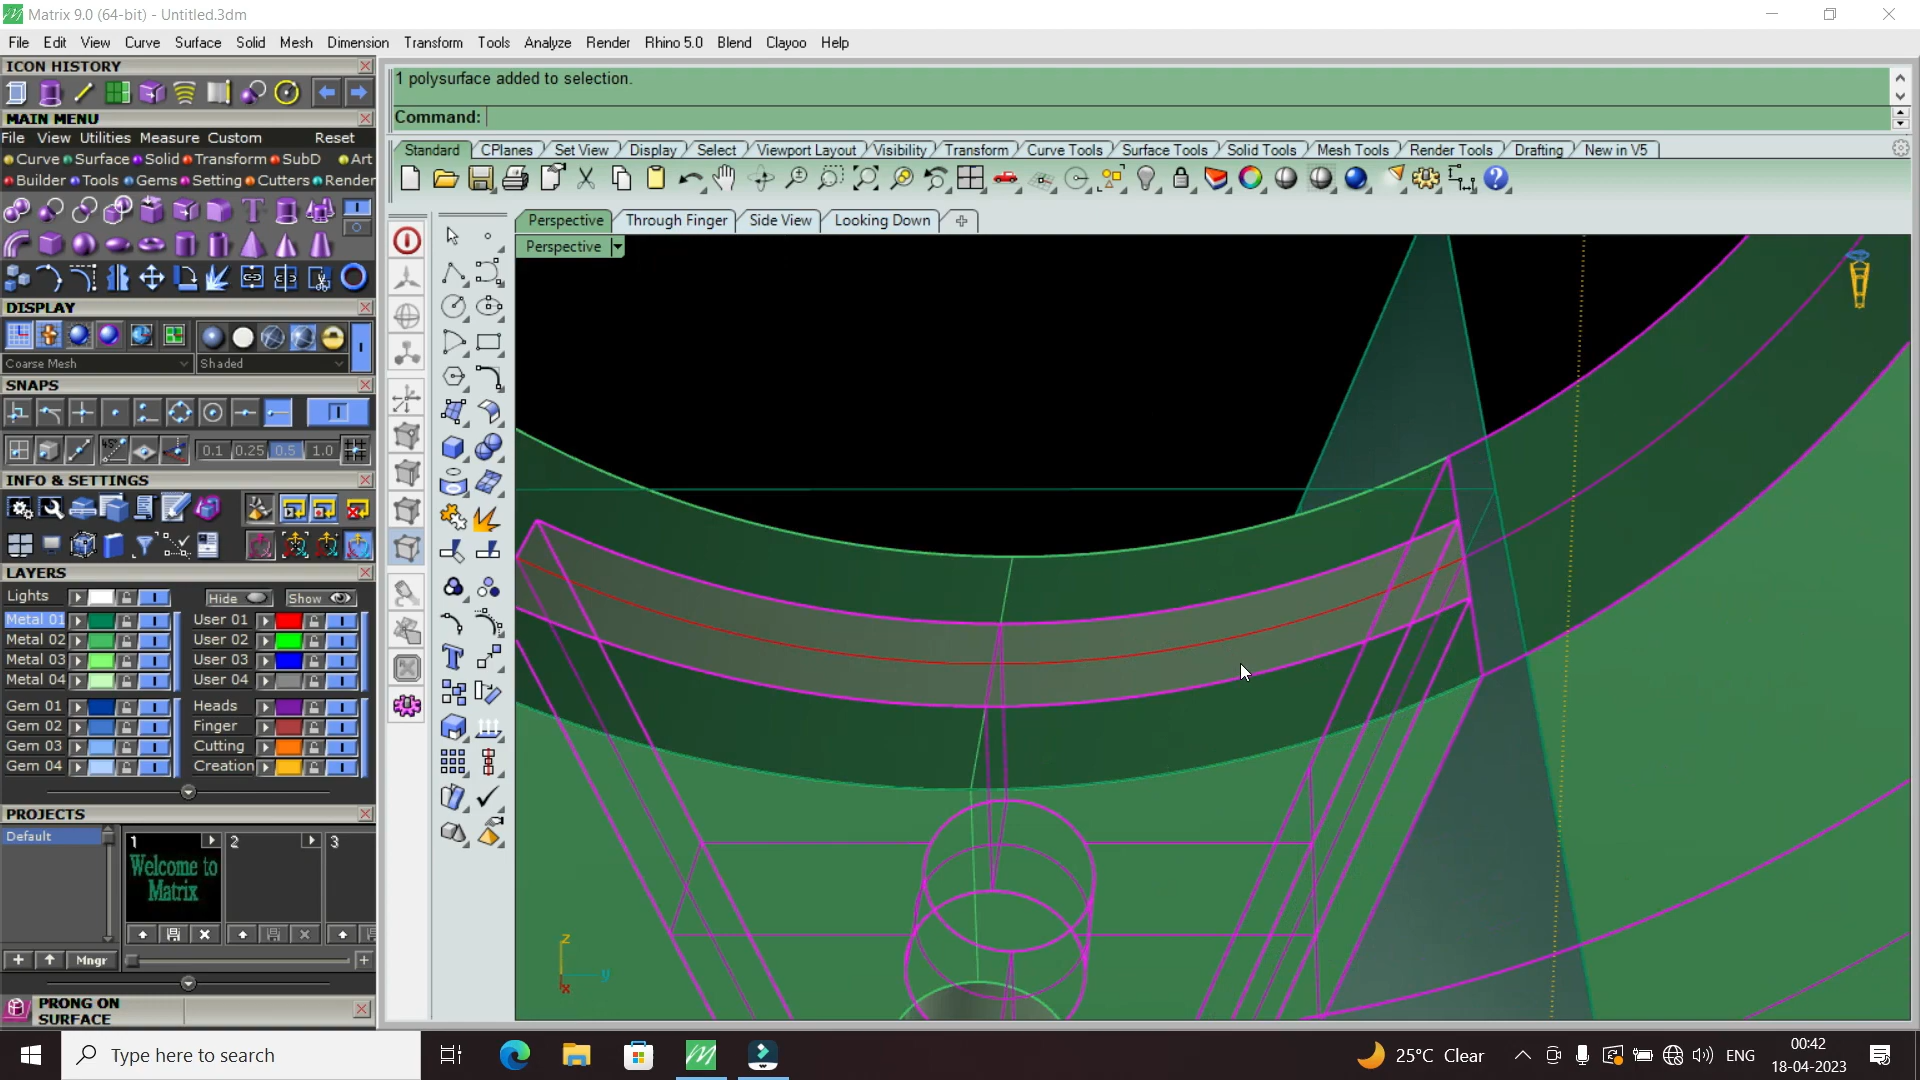 Matrix 9.0 (64-bit) - Untitled.3dm
File Edit View Curve Surface Solid Mesh Dimension Transform Tools Analyze Render Rhino 5.0 Blend Clayoo Help
ICON HISTORY
MAIN MENU
File View Utilities Measure Custom Reset
Curve Surface Solid Transform SubD Art
Builder Tools Gems Setting Cutters Render
DISPLAY
Coarse Mesh Shaded
SNAPS
0.1 0.25 0.5 1.0
INFO & SETTINGS
LAYERS
Lights Hide Show
Metal 01 User 01
Metal 02 User 02
Metal 03 User 03
Metal 04 User 04
Gem 01 Heads
Gem 02 Finger
Gem 03 Cutting
Gem 04 Creation
PROJECTS
Default 1 2 3
Welcome to
Matrix
Mngr
PRONG ON
SURFACE
1 polysurface added to selection.
Command:
Standard CPlanes Set View Display Select Viewport Layout Visibility Transform Curve Tools Surface Tools Solid Tools Mesh Tools Render Tools Drafting New in V5
Perspective Through Finger Side View Looking Down
Perspective
z
y
x
Type here to search
25°C Clear
ENG
00:42
18-04-2023